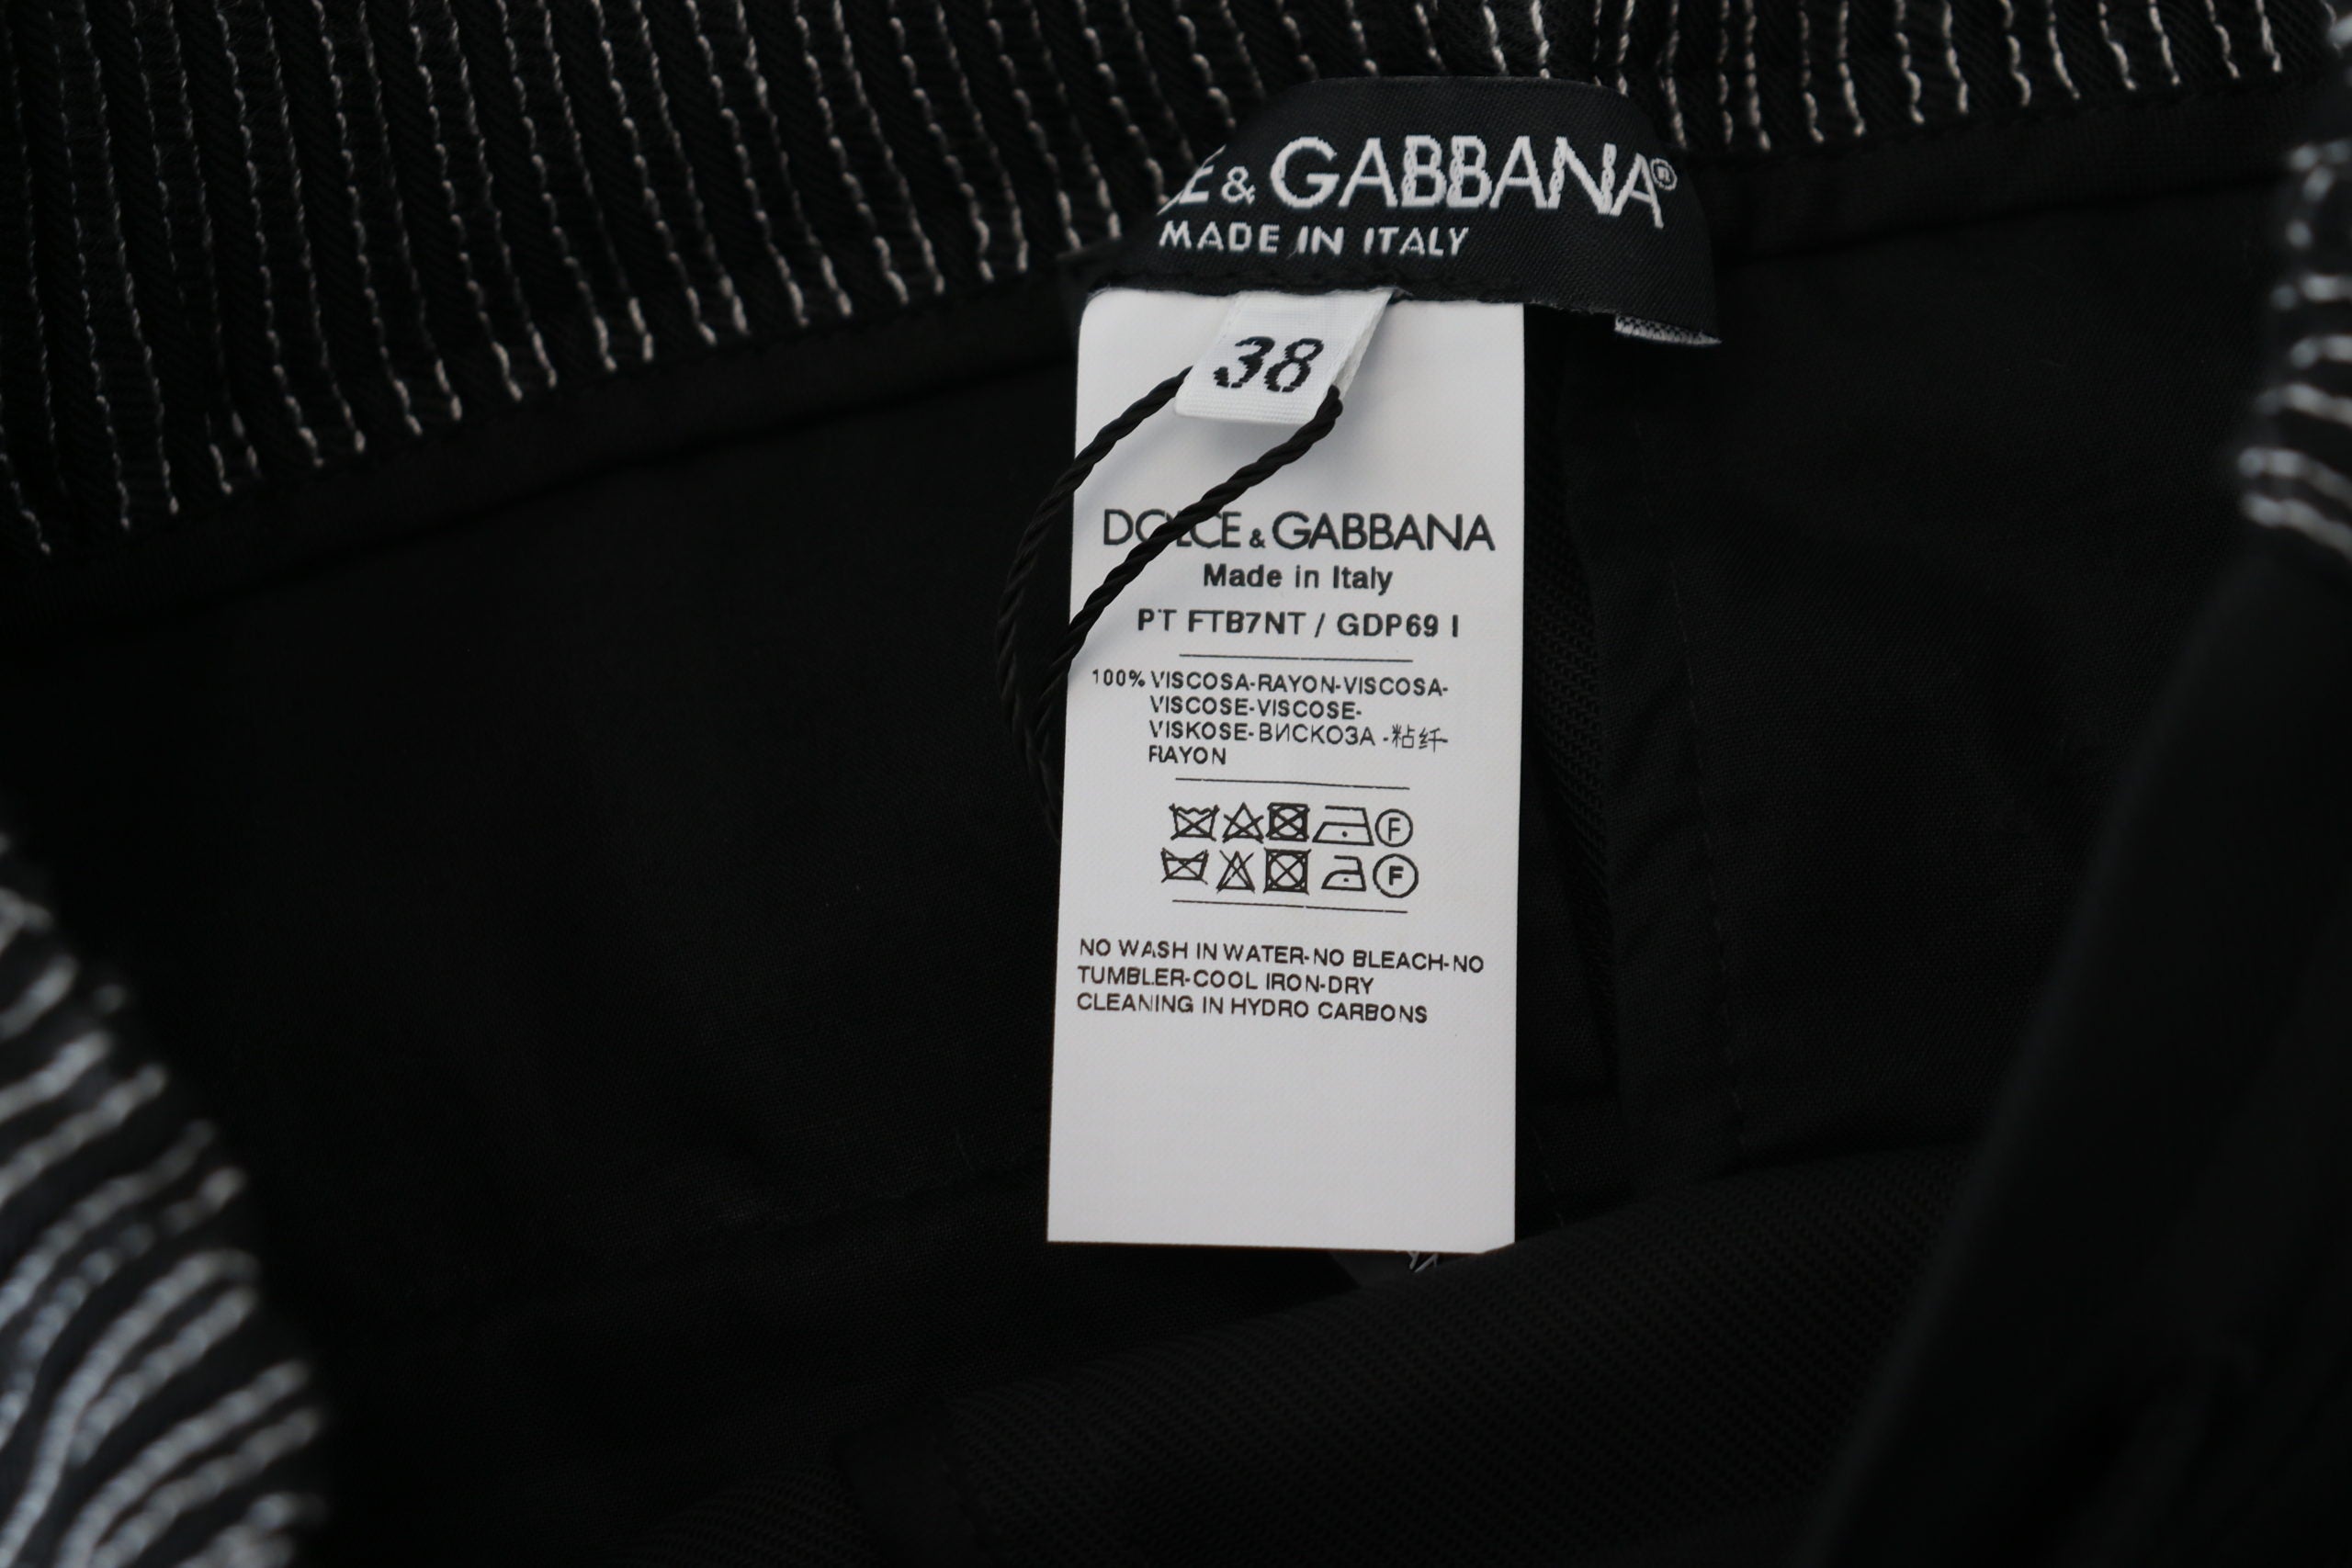 E & GABBANA®
MADE IN ITALY
38
DOLCE & GABBANA
Made in Italy
PT FTB7NT / GDP69 I
100% VISCOSA-RAYON-VISCOSA-
VISCOSE-VISCOSE-
VISKOSE-ВИСКОЗА -粘纤-
RAYON
F
F
NO WASH IN WATER-NO BLEACH-NO
TUMBLER-COOL IRON-DRY
CLEANING IN HYDRO CARBONS